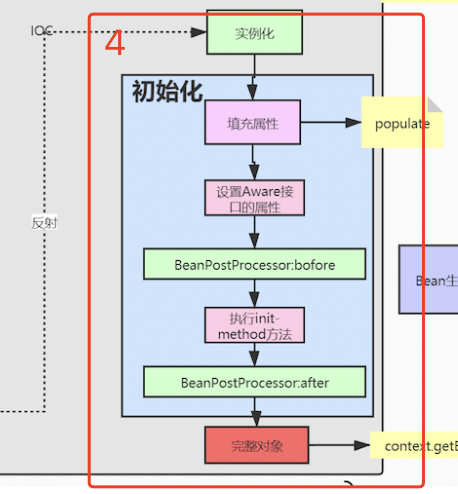 IOC
4
实例化
初始化
填充属性
populate
设置Aware接
口的属性
反射
BeanPostProcessor:bofore
Bean生
执行init-
method方法
BeanPostProcessor:after
完整对象
context.getB